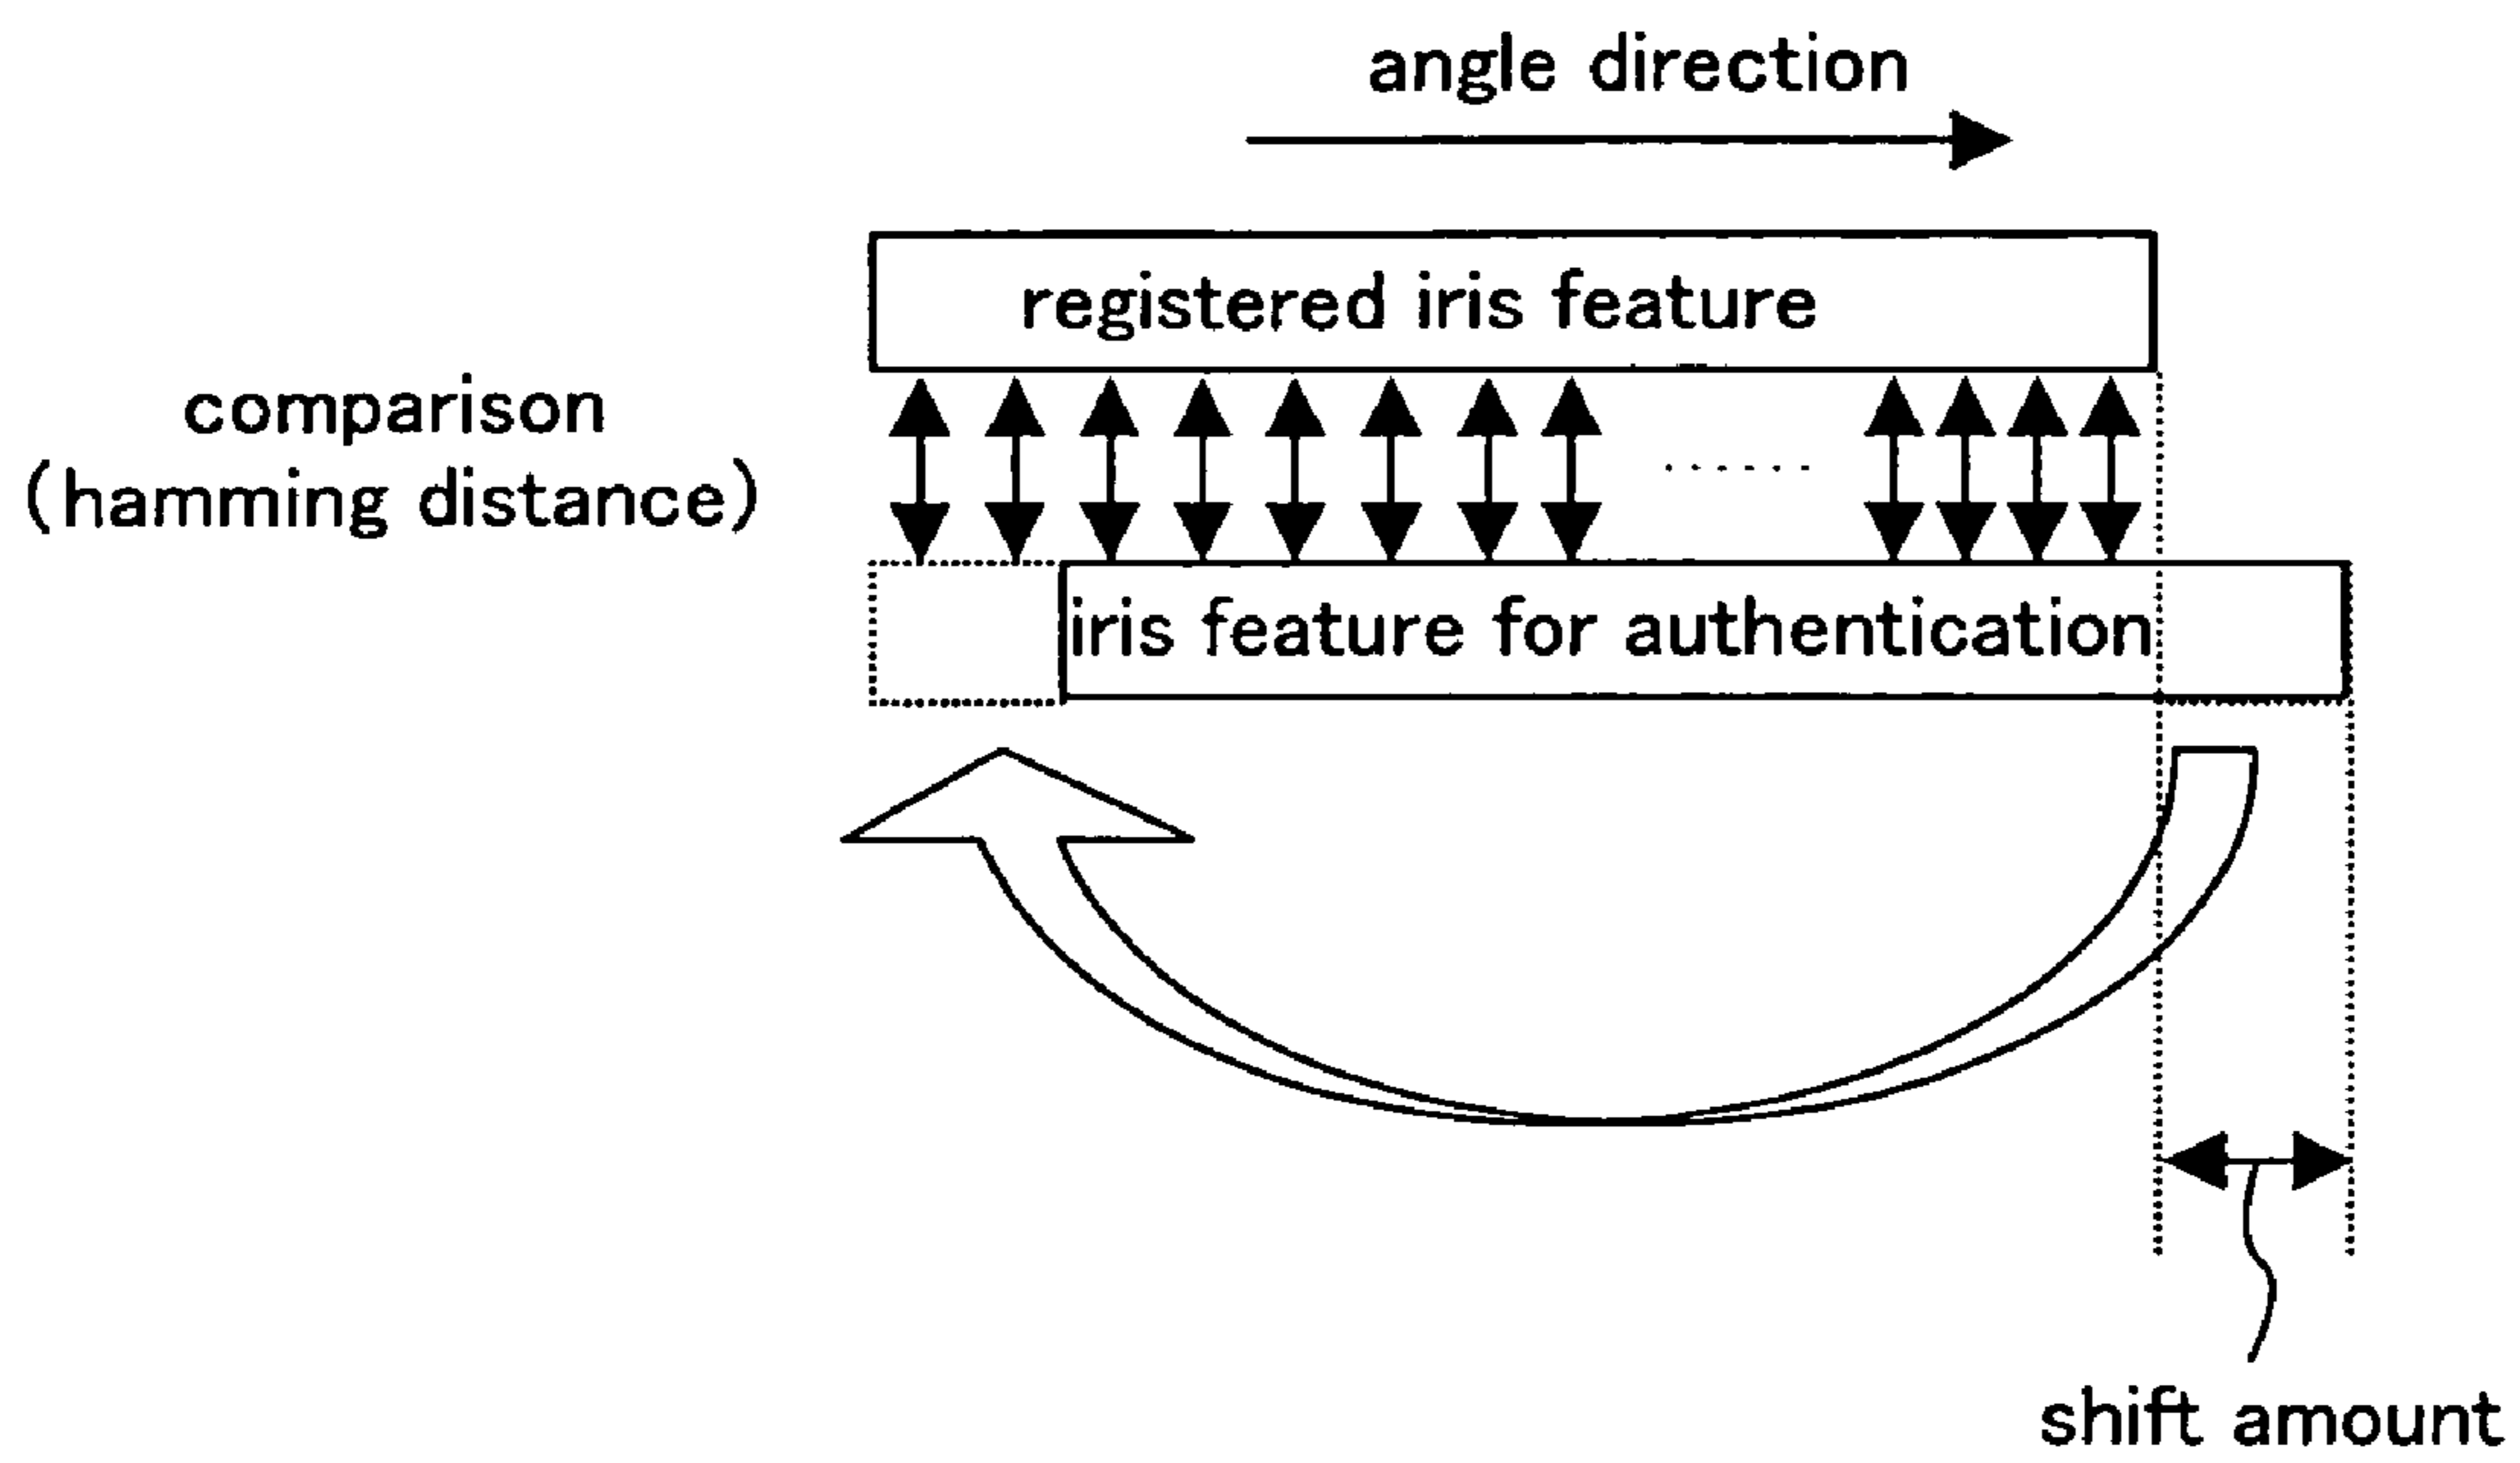 angle direction
registered iris feature
comparison
(hamming distance)
iris feature for authentication
shift amount